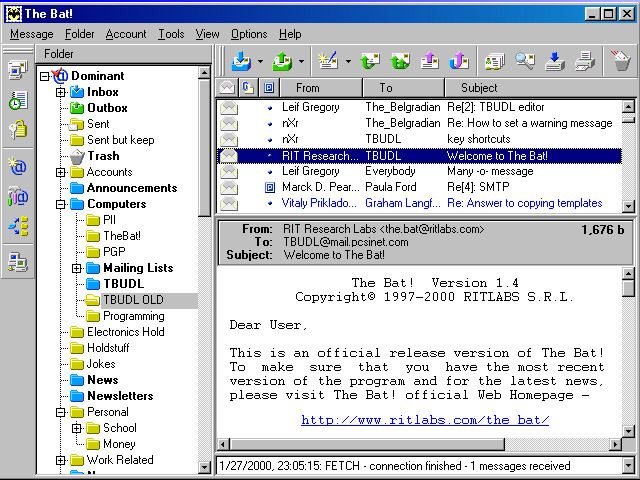 The Bat!
Message Folder Account Tools View Options Help
Folder
Dominant
Inbox
Outbox
Sent
Sent but keep
Trash
Accounts
Announcements
Computers
PII
TheBat!
PGP
Mailing Lists
TBUDL
TBUDL OLD
Programming
Electronics Hold
Holdstuff
Jokes
News
Newsletters
Personal
School
Money
Work Related
From To Subject
Leif Gregory The_Belgradian Re[2]: TBUDL editor
nXr The_Belgradian Re: How to set a warning message
nXr TBUDL key shortcuts
RIT Research... TBUDL Welcome to The Bat!
Leif Gregory Everybody Many -o- message
Marck D. Pear... Paula Ford Re[4]: SMTP
Vitaly Priklado... Graham Langf... Re: Answer to copying templates
From: RIT Research Labs <the.bat@ritlabs.com> 1,676 b
To: TBUDL@mail.pcsinet.com
Subject: Welcome to The Bat!
The Bat! Version 1.4
Copyright© 1997-2000 RITLABS S.R.L.
Dear User,
This is an official release version of The Bat!
To make sure that you have the most recent
version of the program and for the latest news,
please visit The Bat! official Web Homepage -
http://www.ritlabs.com/the_bat/
1/27/2000, 23:05:15: FETCH - connection finished - 1 messages received